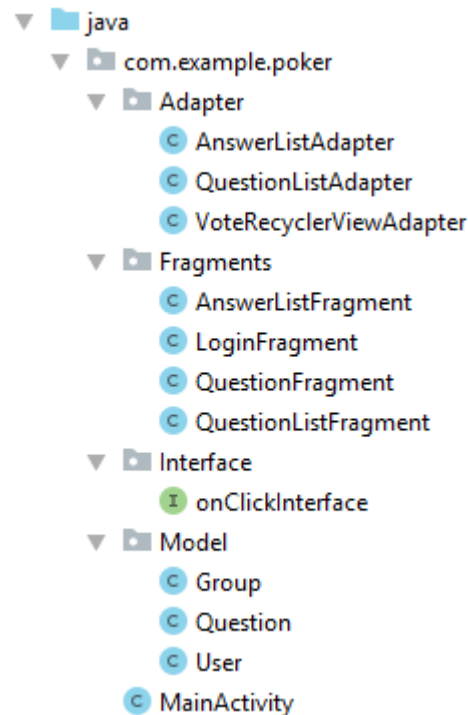 java
com.example.poker
Adapter
C AnswerListAdapter
C QuestionListAdapter
C VoteRecyclerViewAdapter
Fragments
C AnswerListFragment
C LoginFragment
C QuestionFragment
C QuestionListFragment
Interface
I onClickInterface
Model
C Group
C Question
C User
C MainActivity